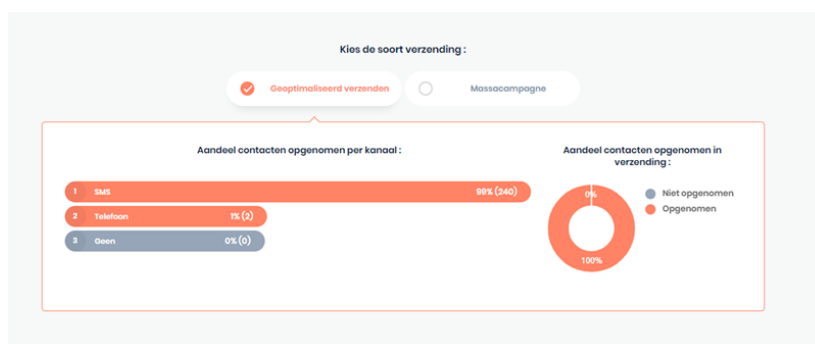 Kies de soort verzending :
Geoptimaliseerd verzenden
Massacampagne
Aandeel contacten opgenomen per kanaal :
1 SMS 99% (240)
2 Telefoon 1% (2)
3 Geen 0% (0)
Aandeel contacten opgenomen in
verzending :
0%
100%
Niet opgenomen
Opgenomen